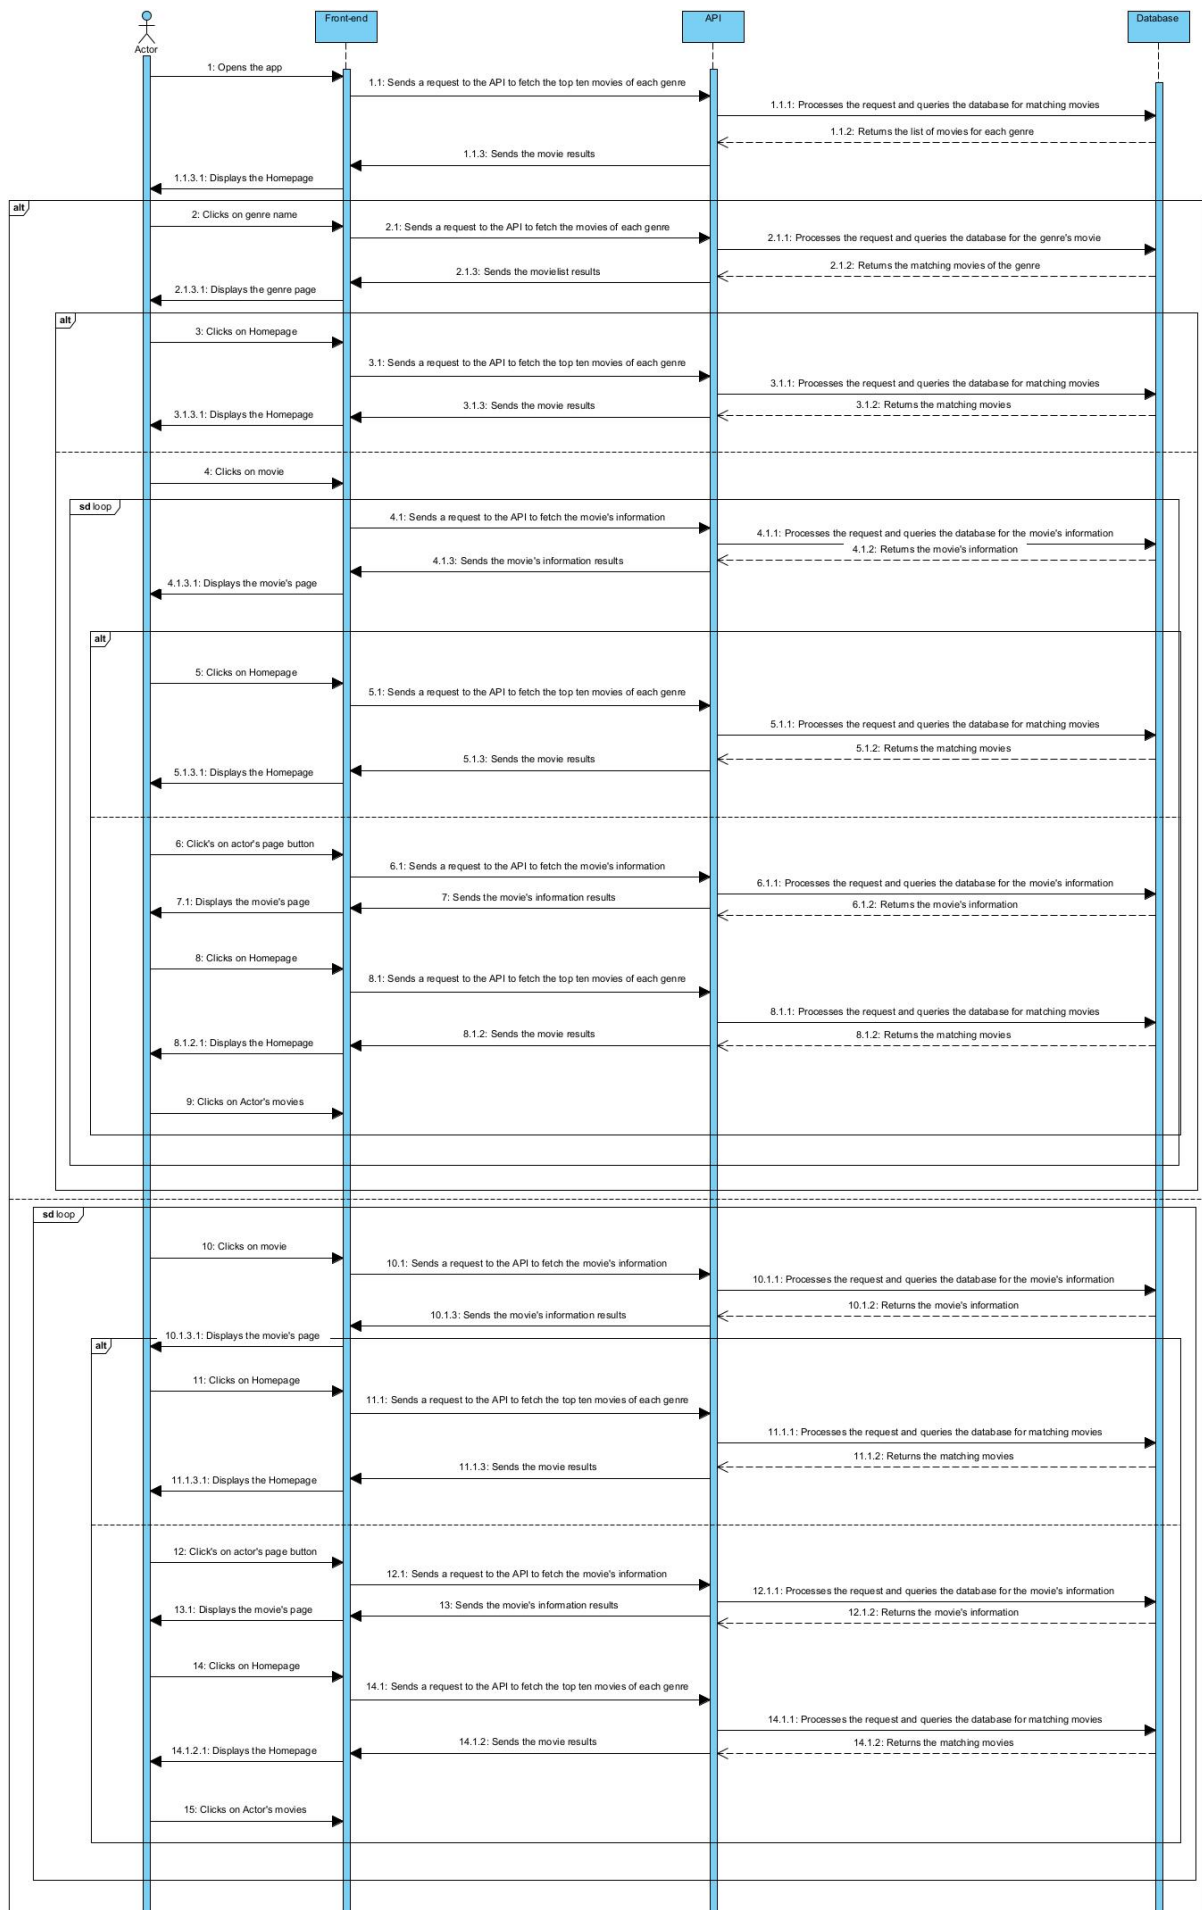 Actor
Front-end
API
Database
1: Opens the app
1.1: Sends a request to the API to fetch the top ten movies of each genre
1.1.1: Processes the request and queries the database for matching movies
1.1.2: Returns the list of movies for each genre
1.1.3: Sends the movie results
1.1.3.1: Displays the Homepage
alt
2: Clicks on genre name
2.1: Sends a request to the API to fetch the movies of each genre
2.1.1: Processes the request and queries the database for the genre's movie
2.1.2: Returns the matching movies of the genre
2.1.3: Sends the movielist results
2.1.3.1: Displays the genre page
alt
3: Clicks on Homepage
3.1: Sends a request to the API to fetch the top ten movies of each genre
3.1.1: Processes the request and queries the database for matching movies
3.1.2: Returns the matching movies
3.1.3: Sends the movie results
3.1.3.1: Displays the Homepage
4: Clicks on movie
sd loop
4.1: Sends a request to the API to fetch the movie's information
4.1.1: Processes the request and queries the database for the movie's information
4.1.2: Returns the movie's information
4.1.3: Sends the movie's information results
4.1.3.1: Displays the movie's page
alt
5: Clicks on Homepage
5.1: Sends a request to the API to fetch the top ten movies of each genre
5.1.1: Processes the request and queries the database for matching movies
5.1.2: Returns the matching movies
5.1.3: Sends the movie results
5.1.3.1: Displays the Homepage
6: Click's on actor's page button
6.1: Sends a request to the API to fetch the movie's information
6.1.1: Processes the request and queries the database for the movie's information
6.1.2: Returns the movie's information
7: Sends the movie's information results
7.1: Displays the movie's page
8: Clicks on Homepage
8.1: Sends a request to the API to fetch the top ten movies of each genre
8.1.1: Processes the request and queries the database for matching movies
8.1.2: Returns the matching movies
8.1.2: Sends the movie results
8.1.2.1: Displays the Homepage
9: Clicks on Actor's movies
sd loop
10: Clicks on movie
10.1: Sends a request to the API to fetch the movie's information
10.1.1: Processes the request and queries the database for the movie's information
10.1.2: Returns the movie's information
10.1.3: Sends the movie's information results
10.1.3.1: Displays the movie's page
alt
11: Clicks on Homepage
11.1: Sends a request to the API to fetch the top ten movies of each genre
11.1.1: Processes the request and queries the database for matching movies
11.1.2: Returns the matching movies
11.1.3: Sends the movie results
11.1.3.1: Displays the Homepage
12: Click's on actor's page button
12.1: Sends a request to the API to fetch the movie's information
12.1.1: Processes the request and queries the database for the movie's information
12.1.2: Returns the movie's information
13: Sends the movie's information results
13.1: Displays the movie's page
14: Clicks on Homepage
14.1: Sends a request to the API to fetch the top ten movies of each genre
14.1.1: Processes the request and queries the database for matching movies
14.1.2: Returns the matching movies
14.1.2: Sends the movie results
14.1.2.1: Displays the Homepage
15: Clicks on Actor's movies